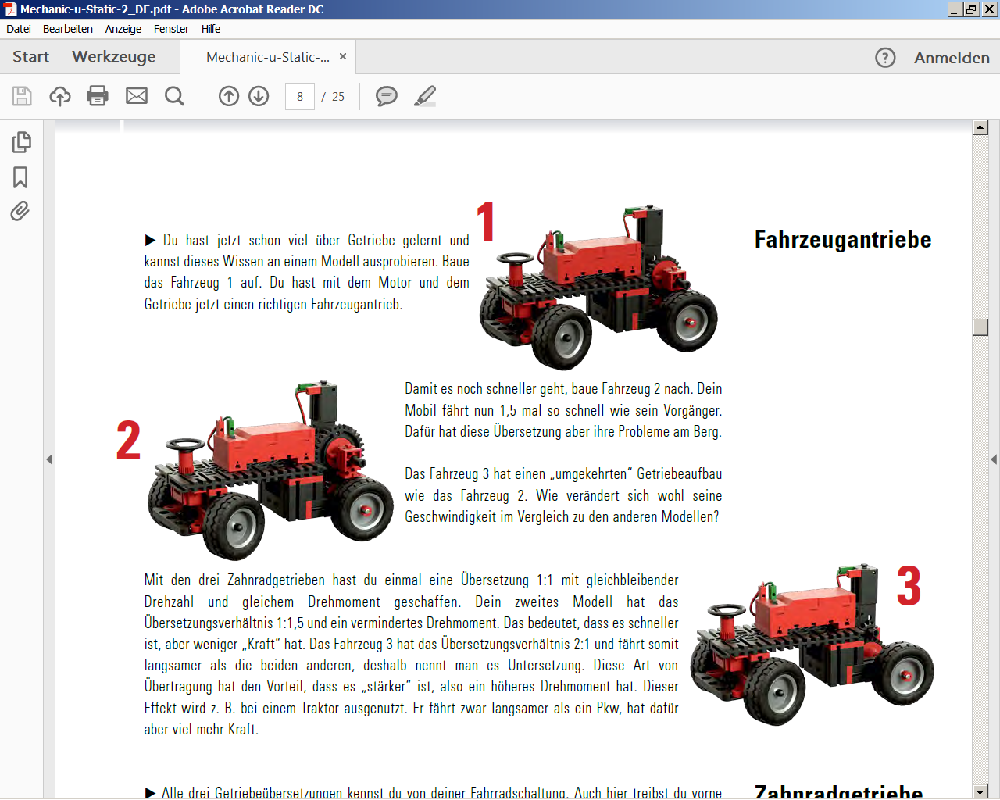 Mechanic-u-Static-2_DE.pdf - Adobe Acrobat Reader DC
Datei Bearbeiten Anzeige Fenster Hilfe
Start Werkzeuge Mechanic-u-Static-... × ? Anmelden
8 / 25
1
Fahrzeugantriebe
► Du hast jetzt schon viel über Getriebe gelernt und
kannst dieses Wissen an einem Modell ausprobieren. Baue
das Fahrzeug 1 auf. Du hast mit dem Motor und dem
Getriebe jetzt einen richtigen Fahrzeugantrieb.
2
Damit es noch schneller geht, baue Fahrzeug 2 nach. Dein
Mobil fährt nun 1,5 mal so schnell wie sein Vorgänger.
Dafür hat diese Übersetzung aber ihre Probleme am Berg.
Das Fahrzeug 3 hat einen „umgekehrten“ Getriebeaufbau
wie das Fahrzeug 2. Wie verändert sich wohl seine
Geschwindigkeit im Vergleich zu den anderen Modellen?
3
Mit den drei Zahnradgetrieben hast du einmal eine Übersetzung 1:1 mit gleichbleibender
Drehzahl und gleichem Drehmoment geschaffen. Dein zweites Modell hat das
Übersetzungsverhältnis 1:1,5 und ein vermindertes Drehmoment. Das bedeutet, dass es schneller
ist, aber weniger „Kraft“ hat. Das Fahrzeug 3 hat das Übersetzungsverhältnis 2:1 und fährt somit
langsamer als die beiden anderen, deshalb nennt man es Untersetzung. Diese Art von
Übertragung hat den Vorteil, dass es „stärker“ ist, also ein höheres Drehmoment hat. Dieser
Effekt wird z. B. bei einem Traktor ausgenutzt. Er fährt zwar langsamer als ein Pkw, hat dafür
aber viel mehr Kraft.
► Alle drei Getriebeübersetzungen kennst du von deiner Fahrradschaltung. Auch hier treibst du vorne
Zahnradgetriebe